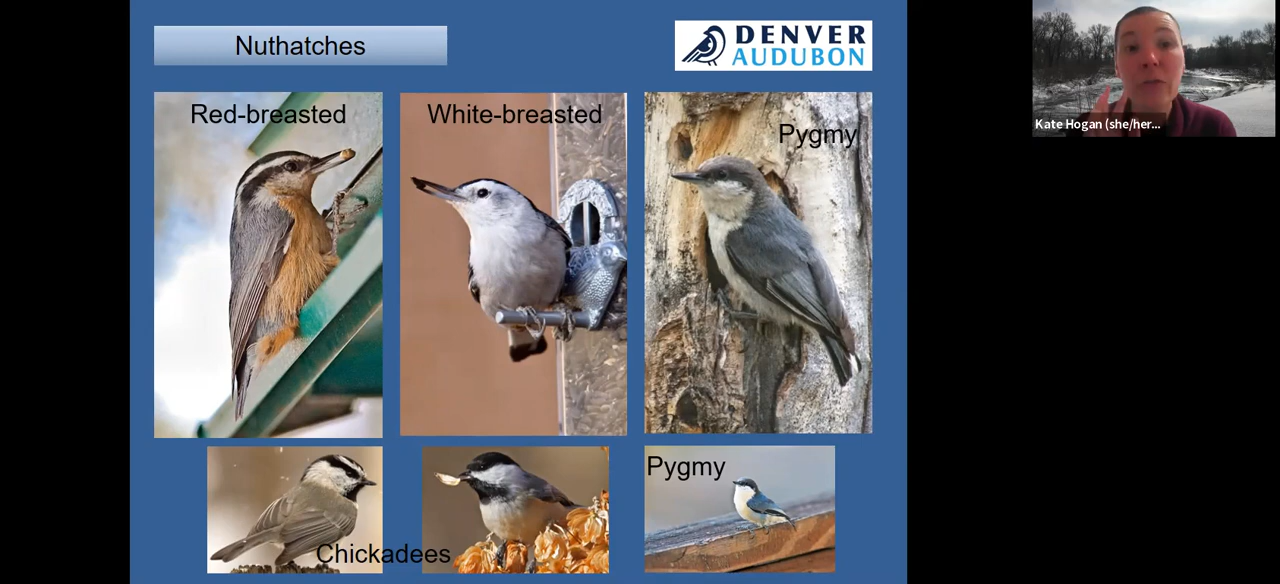 Nuthatches
DENVER
AUDUBON
Red-breasted
White-breasted
Pygmy
Pygmy
Chickadees
Kate Hogan (she/her...